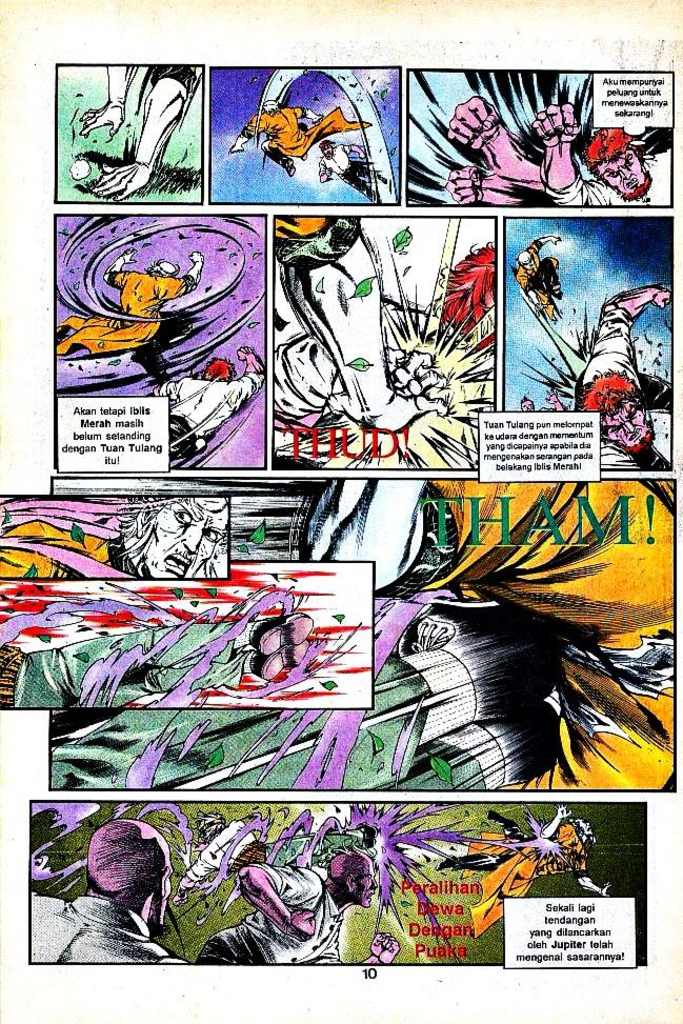 Aku mempunyai
peluang untuk
menewaskannya
sekarang!
Akan tetapi Iblis
Merah masih
belum setanding
dengan Tuan Tulang
itu!
THUD!
Tuan Tulang pun melompat
ke udara dengan mementum
yang dicapainya apabila dia
mengenakan serangan pada
belakang Iblis Merah!
THAM!
Peralihan
Dewa
Dengan
Puaka
Sekali lagi
tendangan
yang dilancarkan
oleh Jupiter telah
mengenai sasarannya!
10